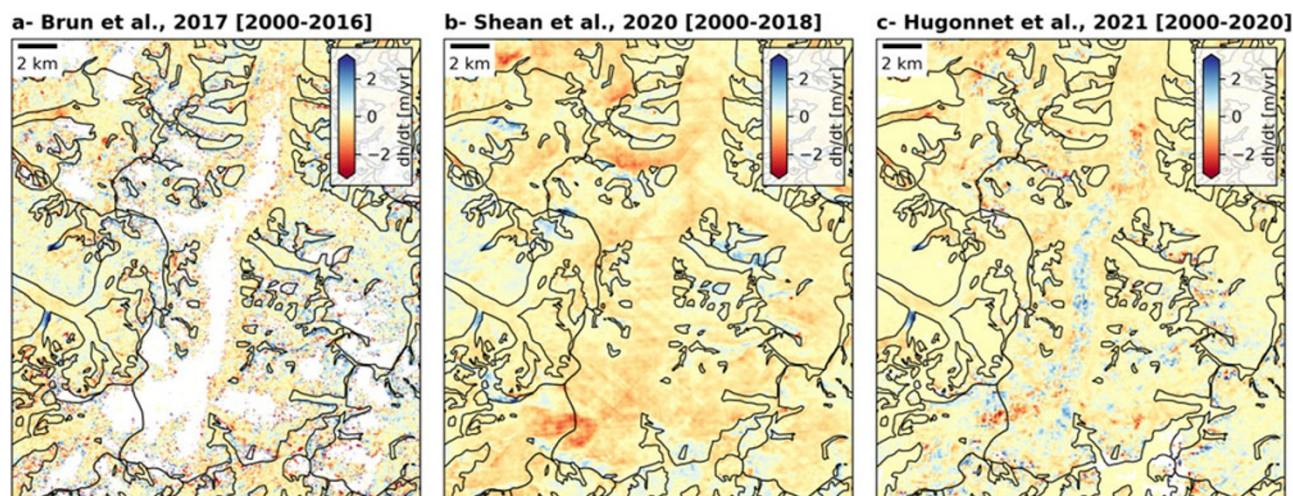 a- Brun et al., 2017 [2000-2016]
2 km
2
0
−2
dh/dt [m/yr]
b- Shean et al., 2020 [2000-2018]
2 km
2
0
−2
dh/dt [m/yr]
c- Hugonnet et al., 2021 [2000-2020]
2 km
2
0
−2
dh/dt [m/yr]